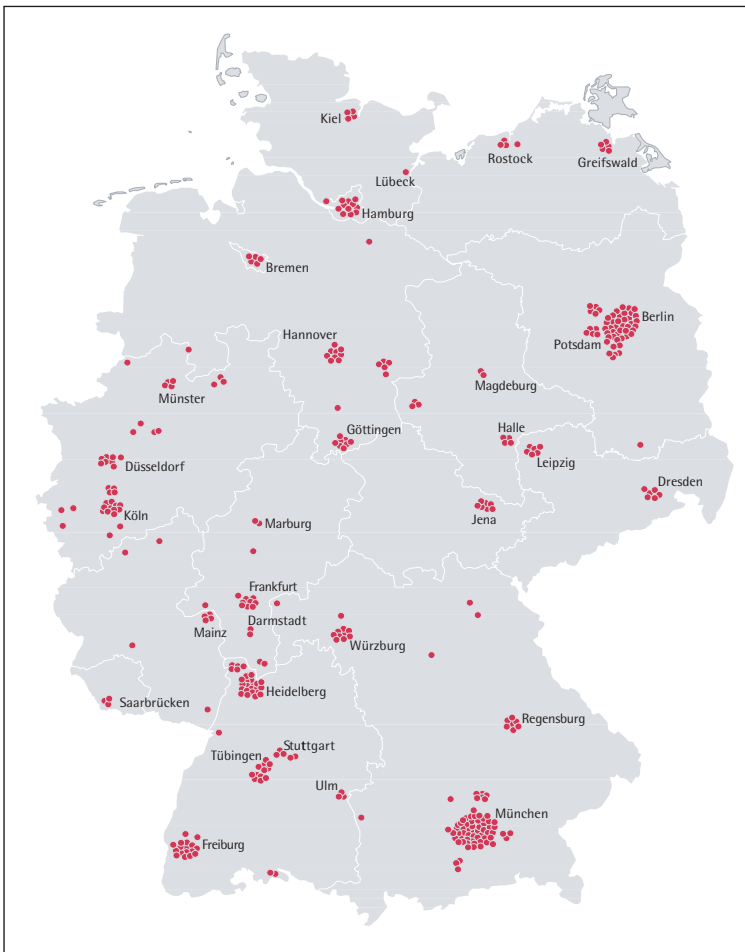 Kiel
Rostock
Greifswald
Lübeck
Hamburg
Bremen
Berlin
Hannover
Potsdam
Magdeburg
Münster
Halle
Göttingen
Leipzig
Düsseldorf
Dresden
Köln
Jena
Marburg
Frankfurt
Darmstadt
Mainz
Würzburg
Heidelberg
Saarbrücken
Regensburg
Stuttgart
Tübingen
Ulm
München
Freiburg